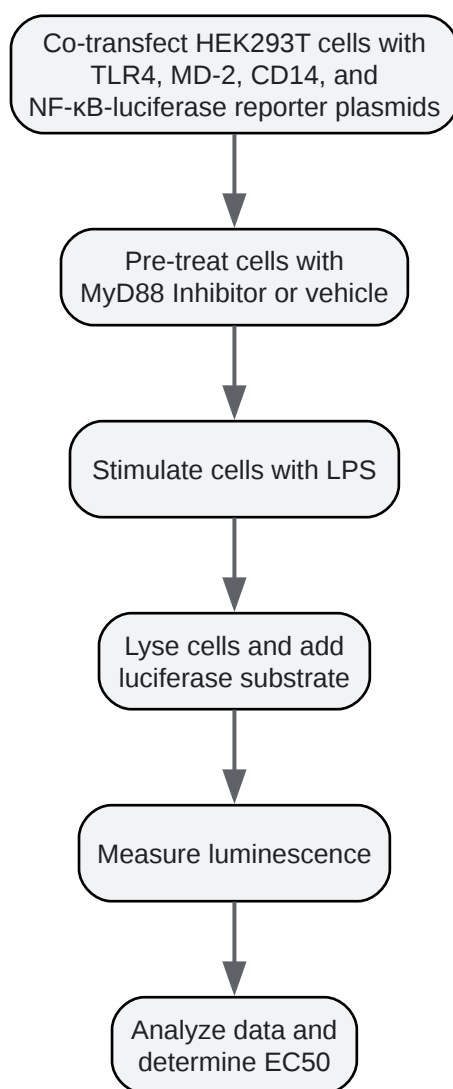 Co-transfect HEK293T cells with
TLR4, MD-2, CD14, and
NF-κB-luciferase reporter plasmids
Pre-treat cells with
MyD88 Inhibitor or vehicle
Stimulate cells with LPS
Lyse cells and add
luciferase substrate
Measure luminescence
Analyze data and
determine EC50